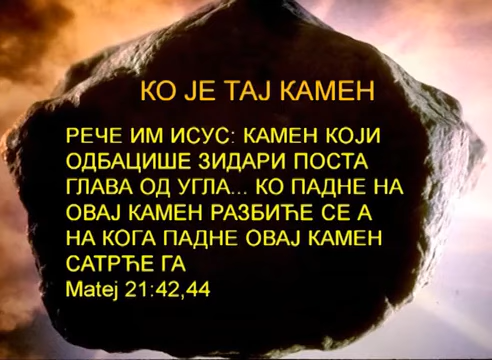 КО ЈЕ ТАЈ КАМЕН
РЕЧЕ ИМ ИСУС: КАМЕН КОЈИ
ОДБАЦИШЕ ЗИДАРИ ПОСТА
ГЛАВА ОД УГЛА... КО ПАДНЕ НА
ОВАЈ КАМЕН РАЗБИЋЕ СЕ А
НА КОГА ПАДНЕ ОВАЈ КАМЕН
САТРЋЕ ГА
Matej 21:42,44